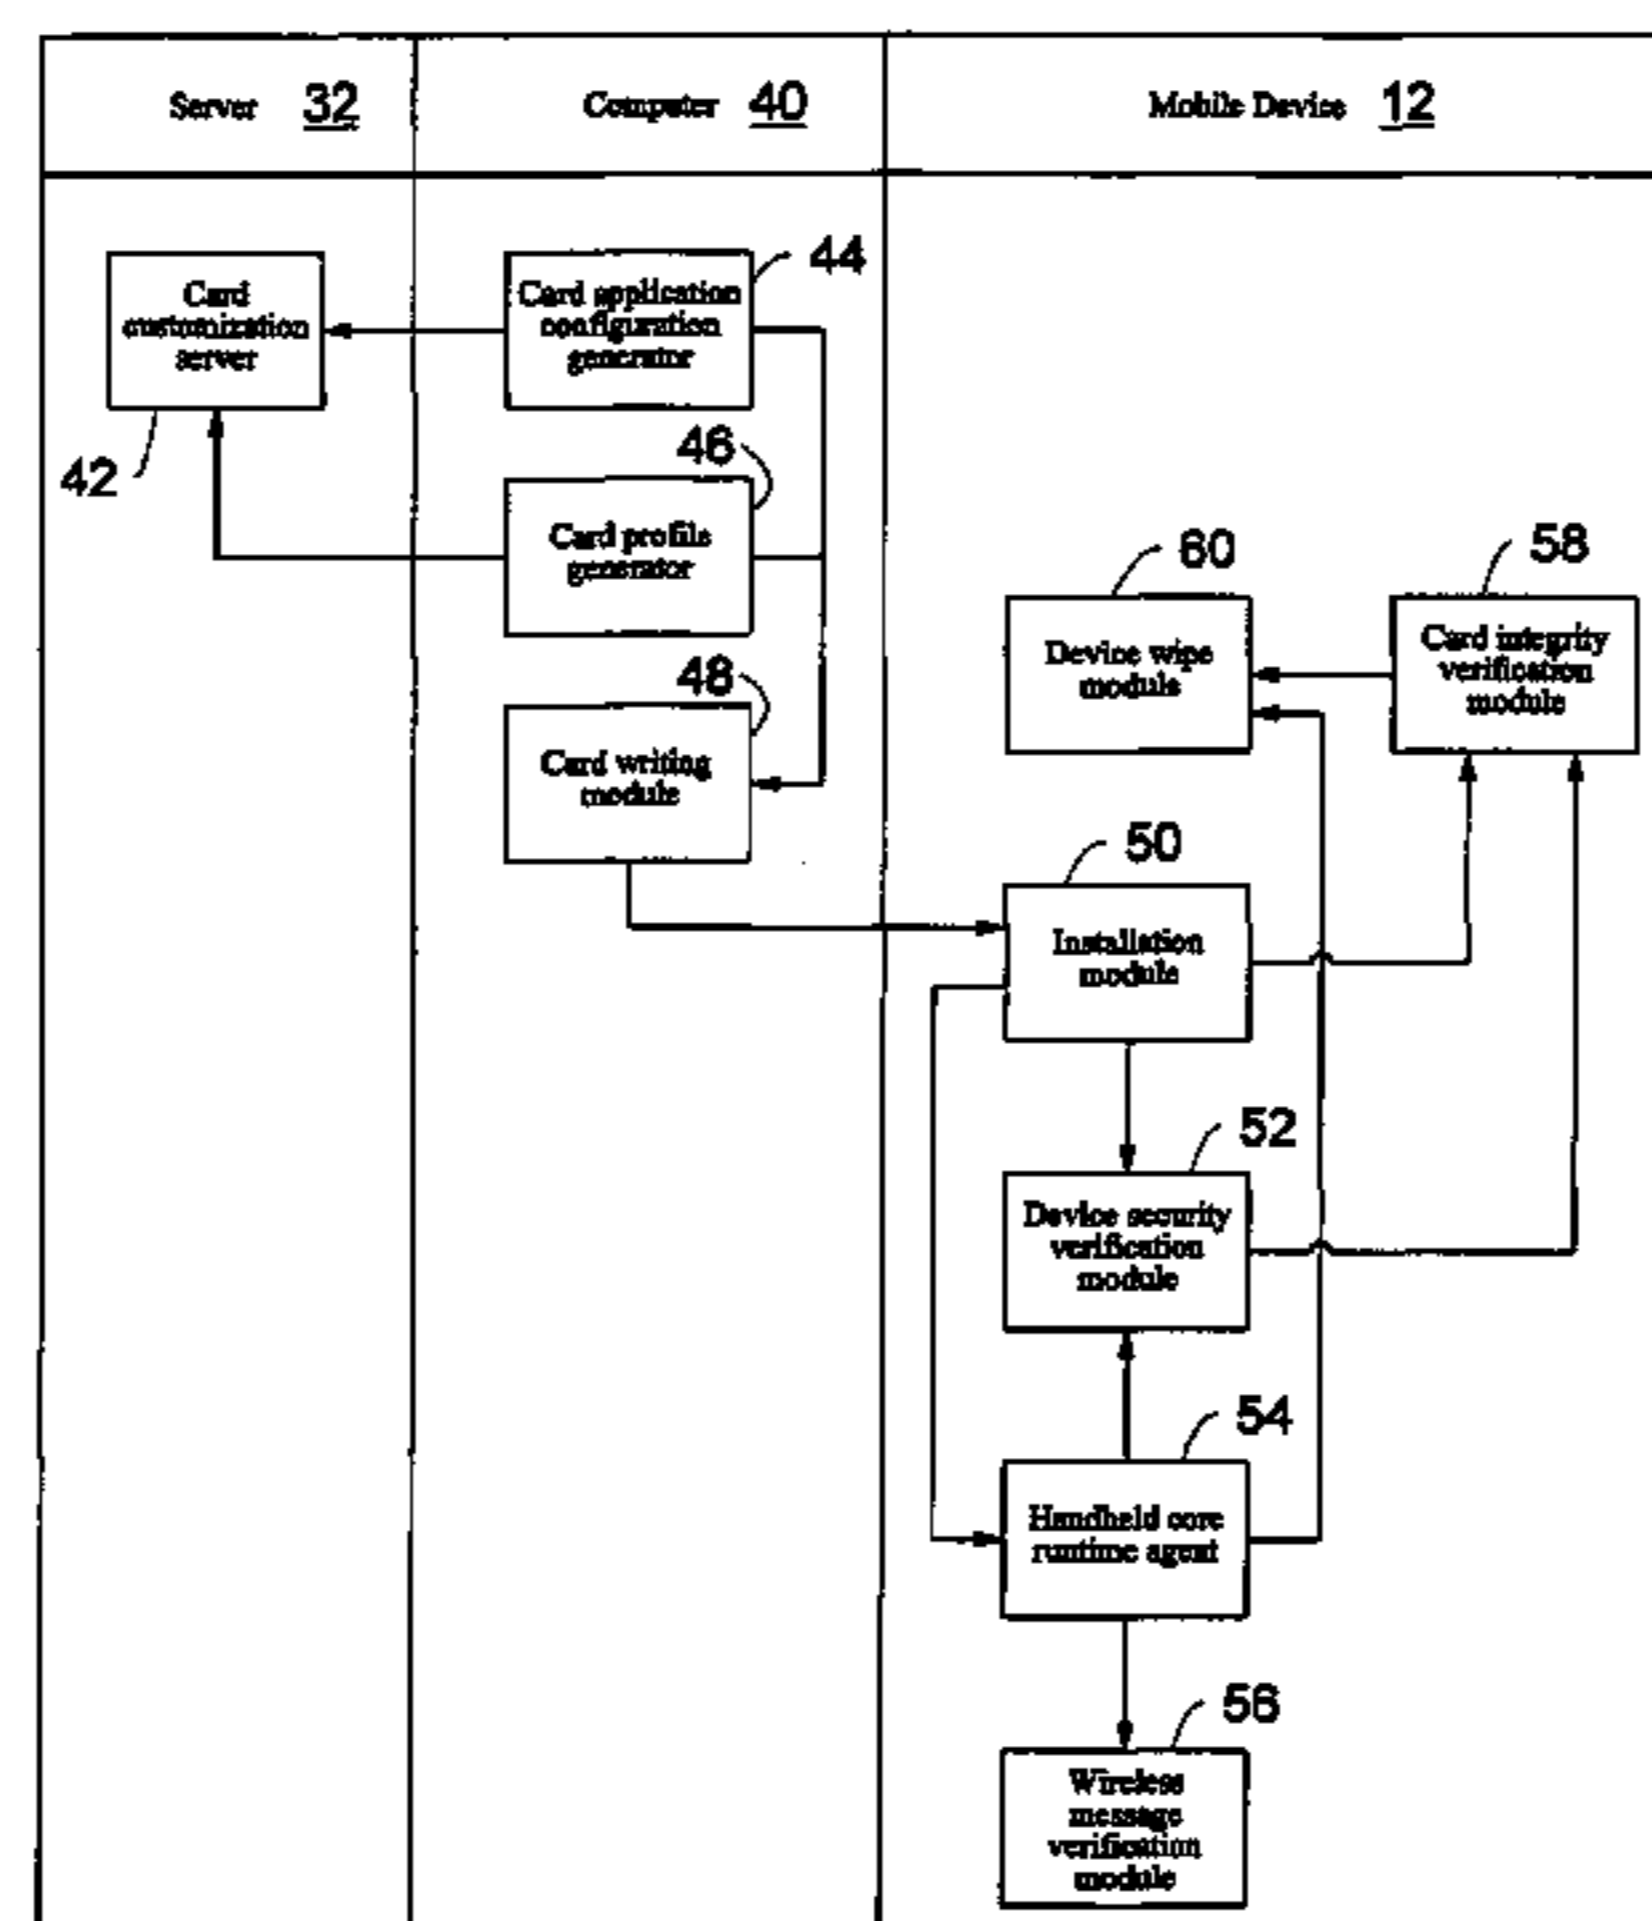 Server 32
Computer 40
Mobile Device 12
Card
customization
server
42
Card application
configuration
generator
44
46
Card profile
generator
48
Card writing
module
60
Device wipe
module
58
Card integrity
verification
module
50
Installation
module
52
Device security
verification
module
54
Handheld core
runtime agent
56
Wireless
message
verification
module